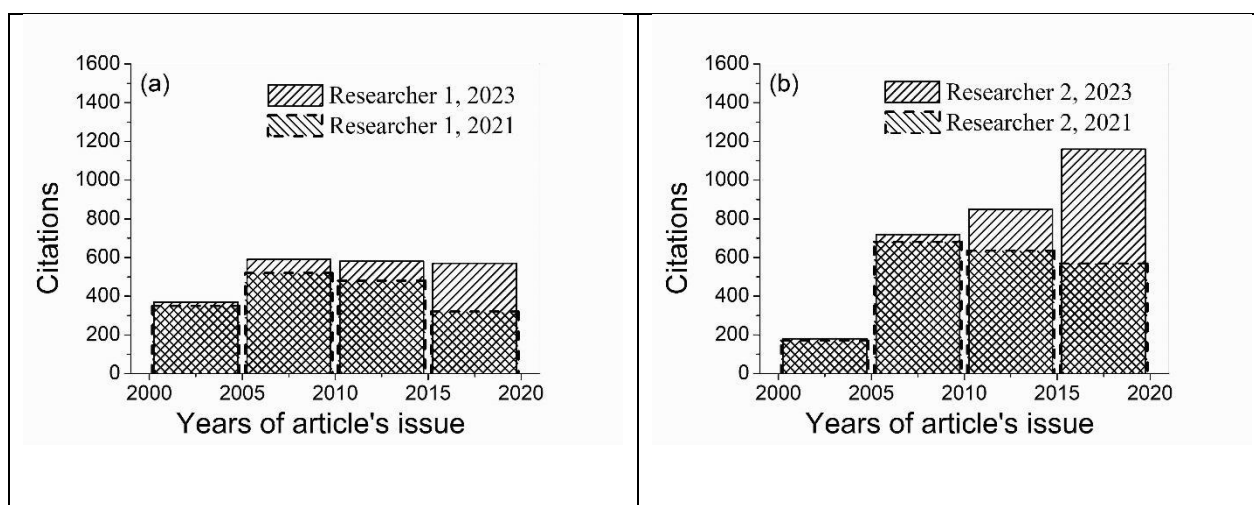 (a)
Researcher 1, 2023
Researcher 1, 2021
1600
1400
1200
1000
800
600
400
200
0
Citations
2000 2005 2010 2015 2020
Years of article's issue
(b)
Researcher 2, 2023
Researcher 2, 2021
1600
1400
1200
1000
800
600
400
200
0
Citations
2000 2005 2010 2015 2020
Years of article's issue